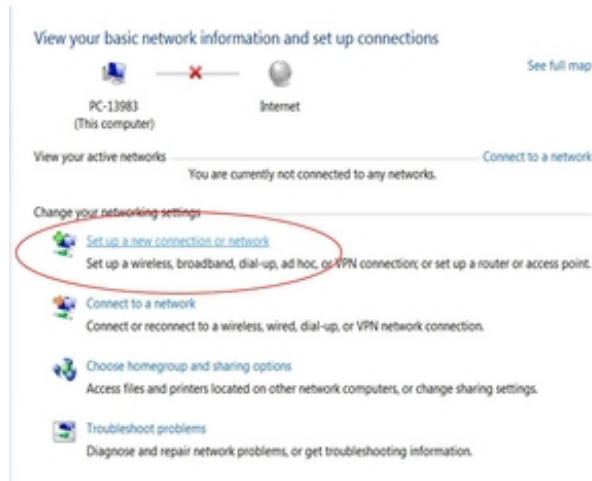 View your basic network information and set up connections
See full map
PC-13983
(This computer)
Internet
View your active networks
Connect to a network
You are currently not connected to any networks.
Change your networking settings
Set up a new connection or network
Set up a wireless, broadband, dial-up, ad hoc, or VPN connection; or set up a router or access point.
Connect to a network
Connect or reconnect to a wireless, wired, dial-up, or VPN network connection.
Choose homegroup and sharing options
Access files and printers located on other network computers, or change sharing settings.
Troubleshoot problems
Diagnose and repair network problems, or get troubleshooting information.